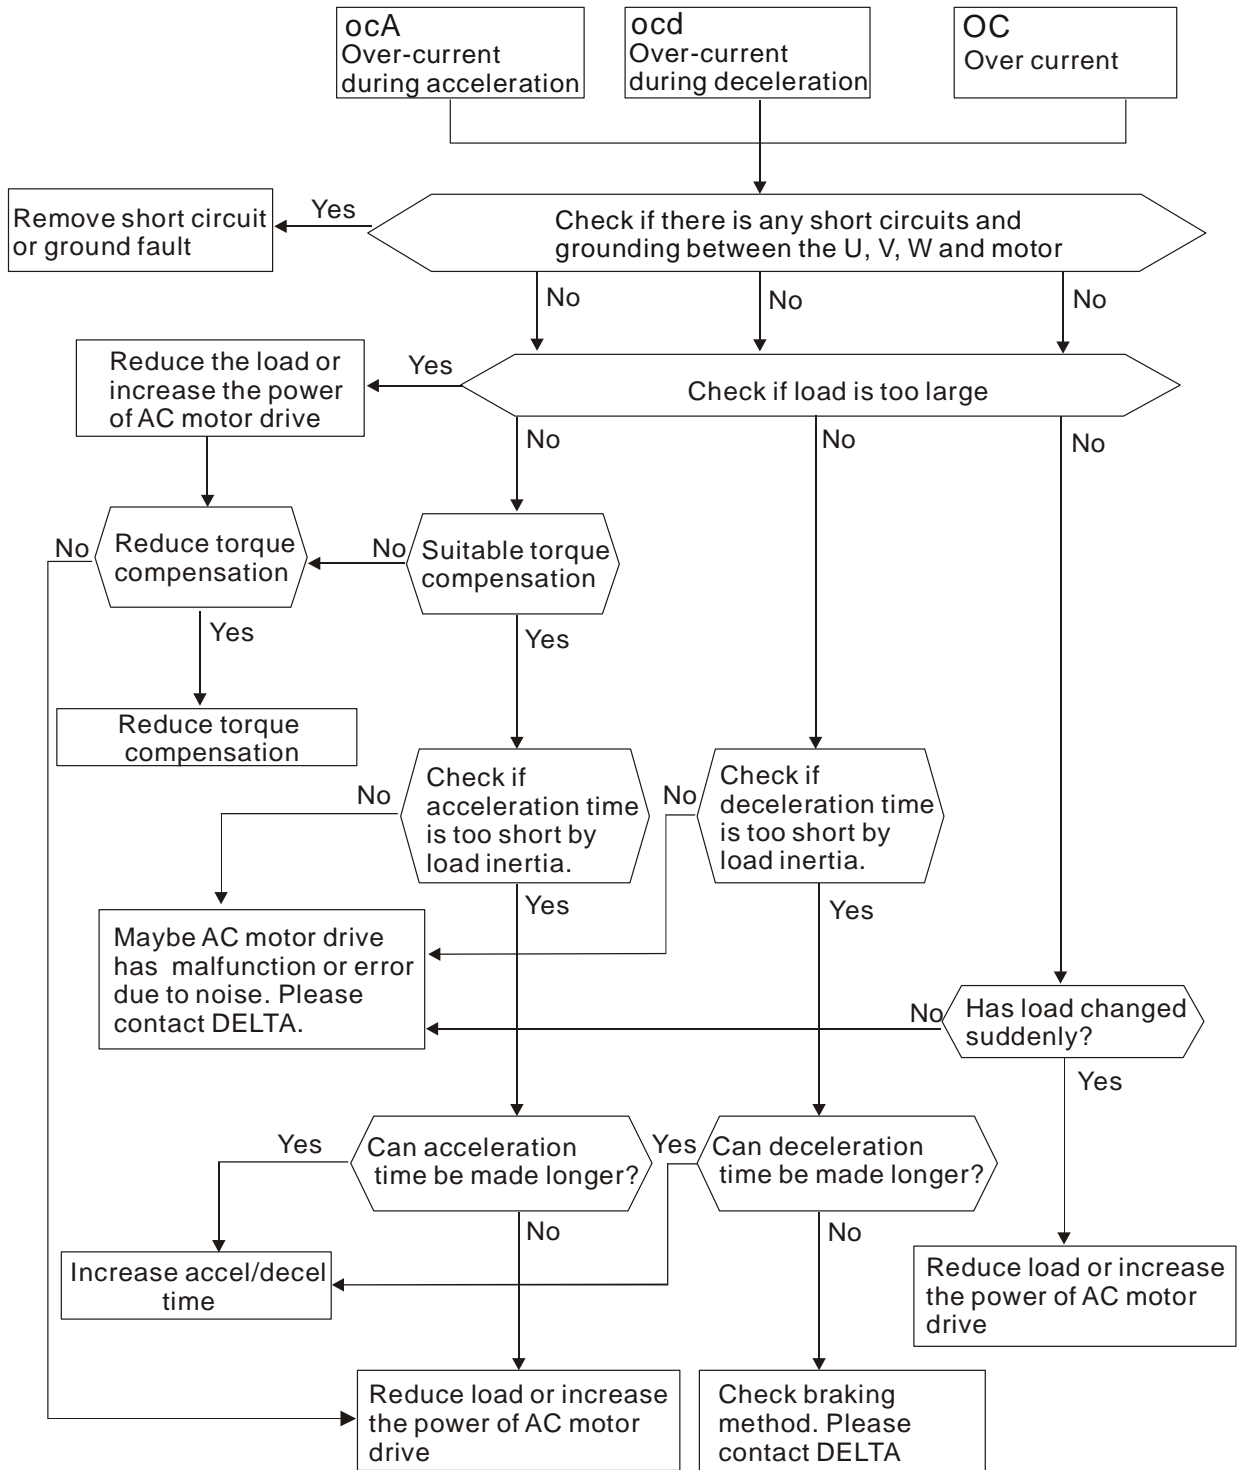 ocA
Over-current
during acceleration
ocd
Over-current
during deceleration
OC
Over current
Remove short circuit
or ground fault
Yes
Check if there is any short circuits and
grounding between the U, V, W and motor
No
No
No
Reduce the load or
increase the power
of AC motor drive
Yes
Check if load is too large
No
No
No
No
Reduce torque
compensation
No
Suitable torque
compensation
Yes
Yes
Reduce torque
compensation
No
Check if
acceleration time
is too short by
load inertia.
No
Check if
deceleration time
is too short by
load inertia.
Yes
Yes
Maybe AC motor drive
has malfunction or error
due to noise. Please
contact DELTA.
No
Has load changed
suddenly?
Yes
Yes
Can acceleration
time be made longer?
Yes
Can deceleration
time be made longer?
No
No
Increase accel/decel
time
Reduce load or increase
the power of AC motor
drive
Reduce load or increase
the power of AC motor
drive
Check braking
method. Please
contact DELTA